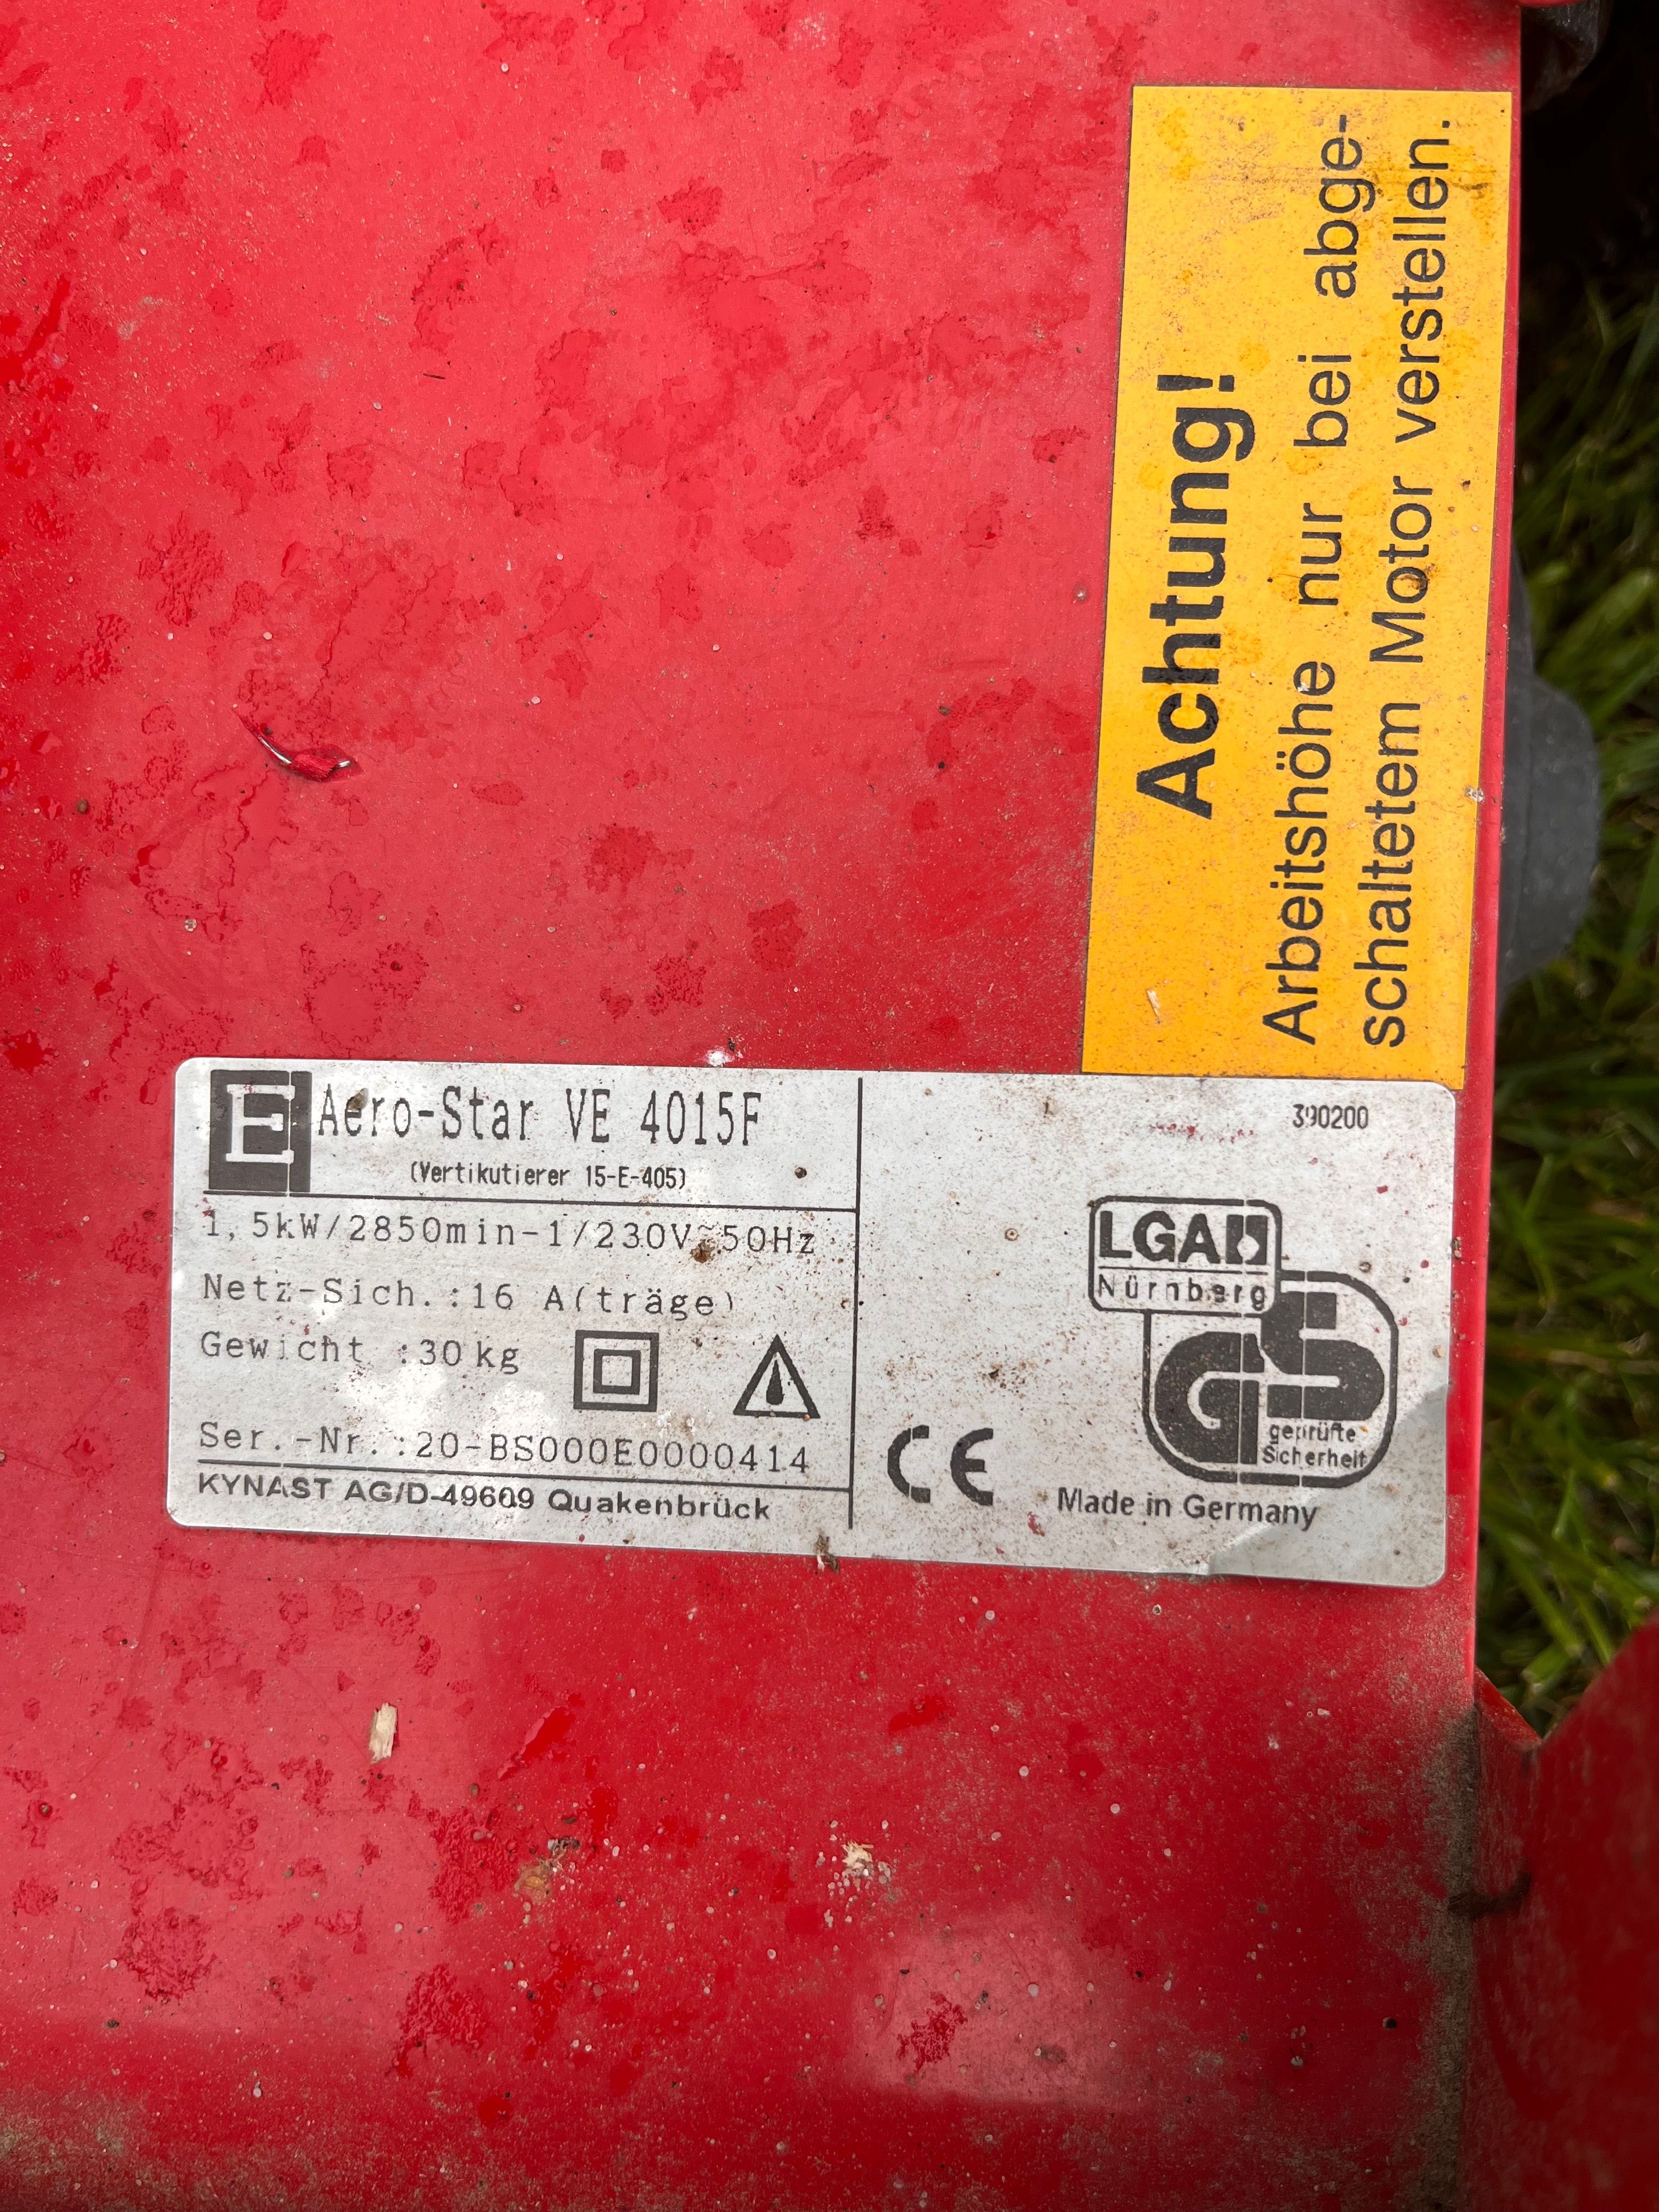 Achtung!
Arbeitshöhe nur bei abge-
schaltetem Motor verstellen.
E Aero-Star VE 4015F
(Vertikutierer 15-E-405)
1,5kW/2850min-1/230V~50Hz
Netz-Sich.:16 A(träge)
Gewicht :30kg
Ser.-Nr.:20-BS000E0000414
KYNAST AG/D-49609 Quakenbrück
390200
LGA
Nürnberg
GS
geprüfte
Sicherheit
CE
Made in Germany